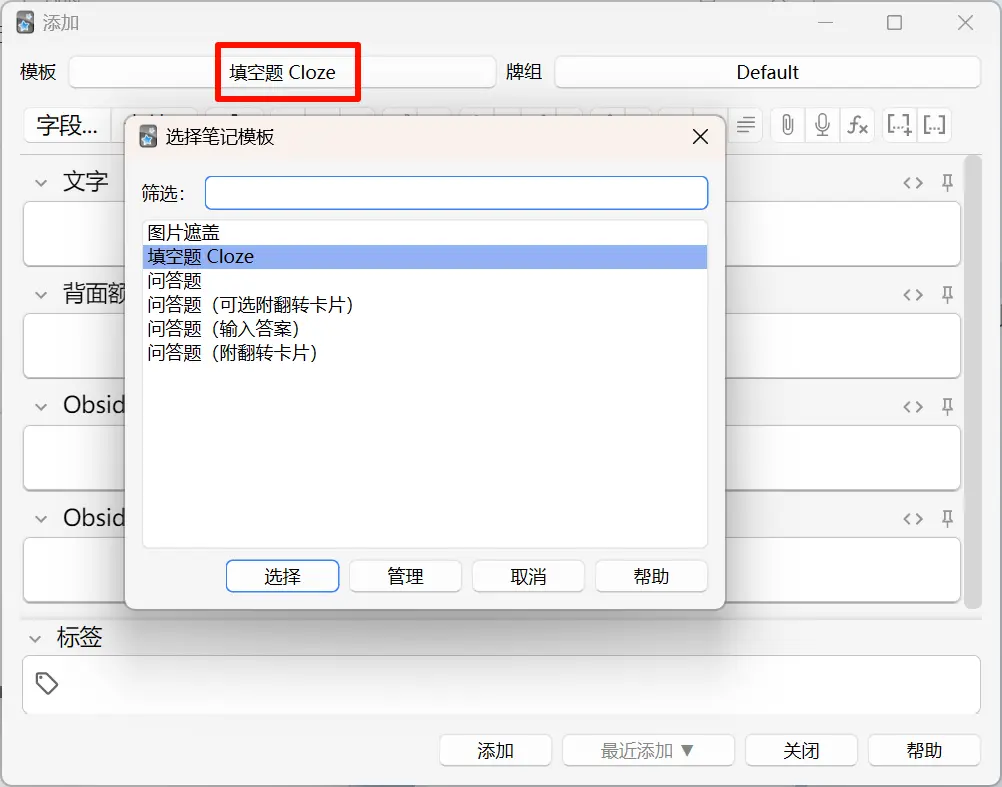 添加
模板 填空题 Cloze 牌组 Default
字段...
选择笔记模板
筛选：
图片遮盖
填空题 Cloze
问答题
问答题（可选附翻转卡片）
问答题（输入答案）
问答题（附翻转卡片）
选择 管理 取消 帮助
文字
背面额
Obsid
Obsid
标签
添加 最近添加 ▼ 关闭 帮助